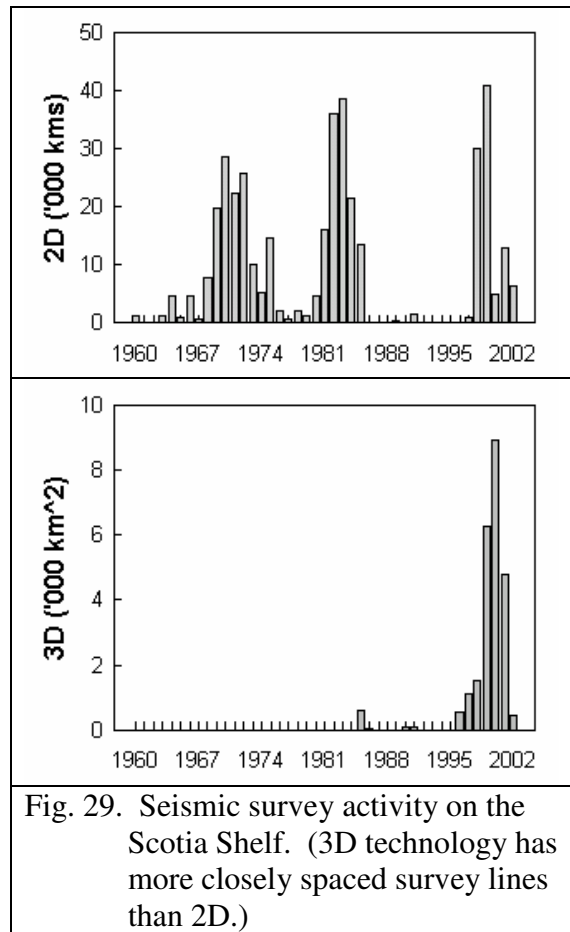 50
40
30
20
10
0
2D ('000 kms)
1960 1967 1974 1981 1988 1995 2002
10
8
6
4
2
0
3D ('000 km^2)
1960 1967 1974 1981 1988 1995 2002
Fig. 29. Seismic survey activity on the
Scotia Shelf. (3D technology has
more closely spaced survey lines
than 2D.)